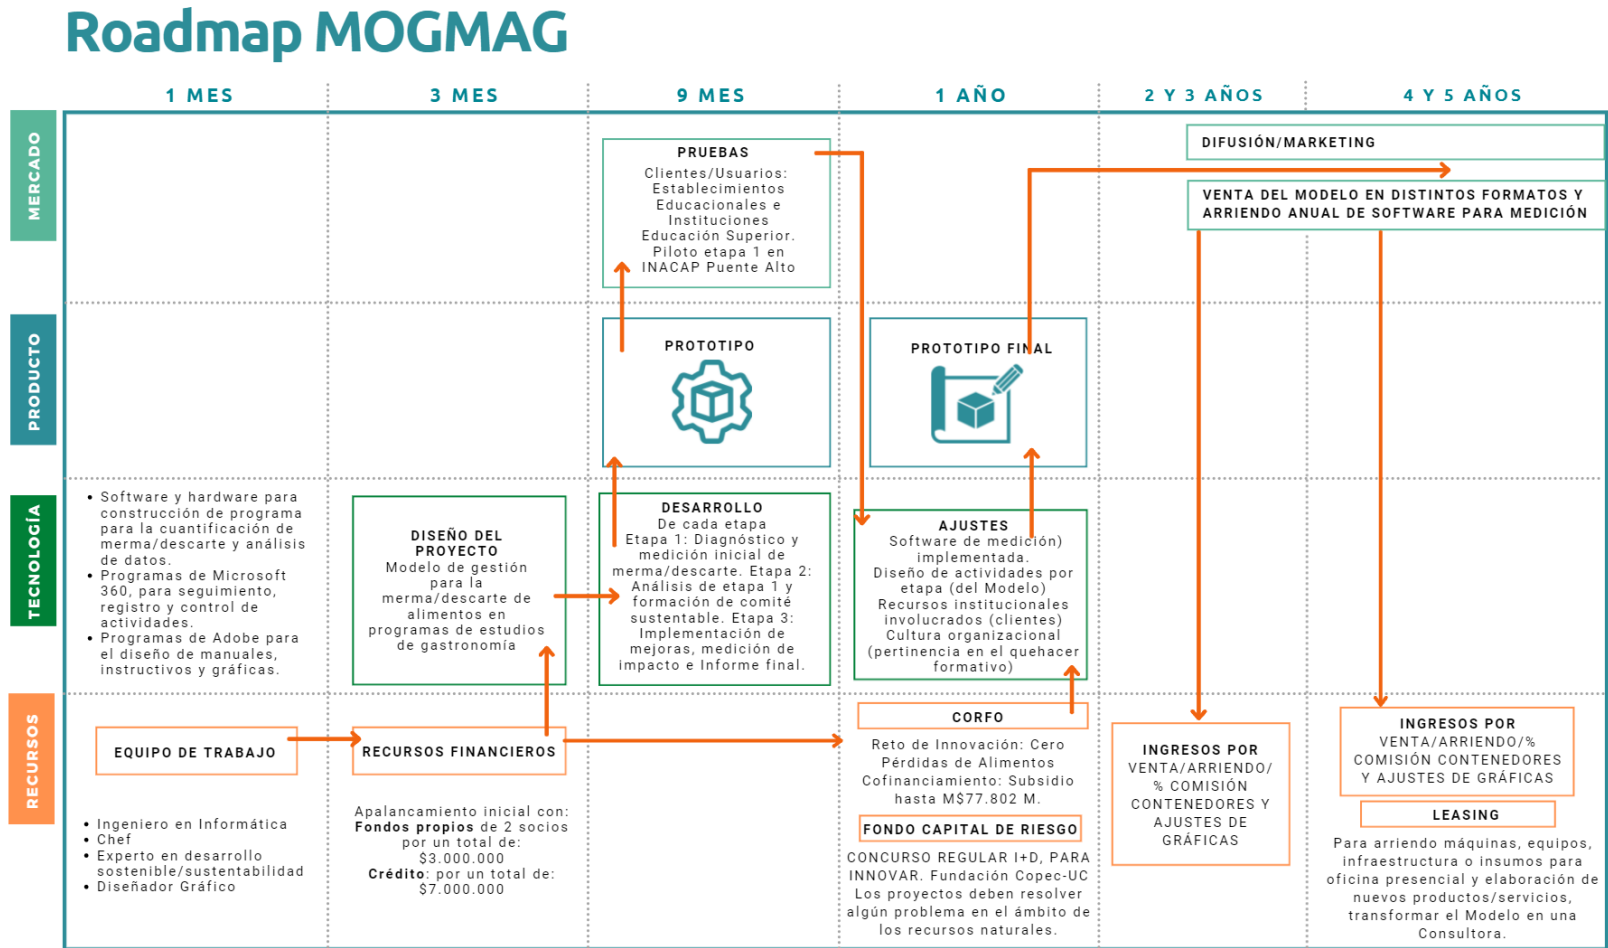 Roadmap MOGMAG
1 MES
3 MES
9 MES
1 AÑO
2 Y 3 AÑOS
4 Y 5 AÑOS
MERCADO
PRUEBAS
Clientes/Usuarios:
Establecimientos
Educacionales e
Instituciones
Educación Superior.
Piloto etapa 1 en
INACAP Puente Alto
DIFUSIÓN/MARKETING
VENTA DEL MODELO EN DISTINTOS FORMATOS Y
ARRIENDO ANUAL DE SOFTWARE PARA MEDICIÓN
PRODUCTO
PROTOTIPO
PROTOTIPO FINAL
TECNOLOGÍA
• Software y hardware para
construcción de programa
para la cuantificación de
merma/descarte y análisis
de datos.
• Programas de Microsoft
360, para seguimiento,
registro y control de
actividades.
• Programas de Adobe para
el diseño de manuales,
instructivos y gráficas.
DISEÑO DEL
PROYECTO
Modelo de gestión
para la
merma/descarte de
alimentos en
programas de estudios
de gastronomía
DESARROLLO
De cada etapa
Etapa 1: Diagnóstico y
medición inicial de
merma/descarte. Etapa 2:
Análisis de etapa 1 y
formación de comité
sustentable. Etapa 3:
Implementación de
mejoras, medición de
impacto e Informe final.
AJUSTES
Software de medición)
implementada.
Diseño de actividades por
etapa (del Modelo)
Recursos institucionales
involucrados (clientes)
Cultura organizacional
(pertinencia en el quehacer
formativo)
RECURSOS
EQUIPO DE TRABAJO
• Ingeniero en Informática
• Chef
• Experto en desarrollo
sostenible/sustentabilidad
• Diseñador Gráfico
RECURSOS FINANCIEROS
Apalancamiento inicial con:
Fondos propios de 2 socios
por un total de:
$3.000.000
Crédito: por un total de:
$7.000.000
CORFO
Reto de Innovación: Cero
Pérdidas de Alimentos
Cofinanciamiento: Subsidio
hasta M$77.802 M.
FONDO CAPITAL DE RIESGO
CONCURSO REGULAR I+D, PARA
INNOVAR. Fundación Copec-UC
Los proyectos deben resolver
algún problema en el ámbito de
los recursos naturales.
INGRESOS POR
VENTA/ARRIENDO/
% COMISIÓN
CONTENEDORES Y
AJUSTES DE
GRÁFICAS
INGRESOS POR
VENTA/ARRIENDO/%
COMISIÓN CONTENEDORES
Y AJUSTES DE GRÁFICAS
LEASING
Para arriendo máquinas, equipos,
infraestructura o insumos para
oficina presencial y elaboración de
nuevos productos/servicios,
transformar el Modelo en una
Consultora.